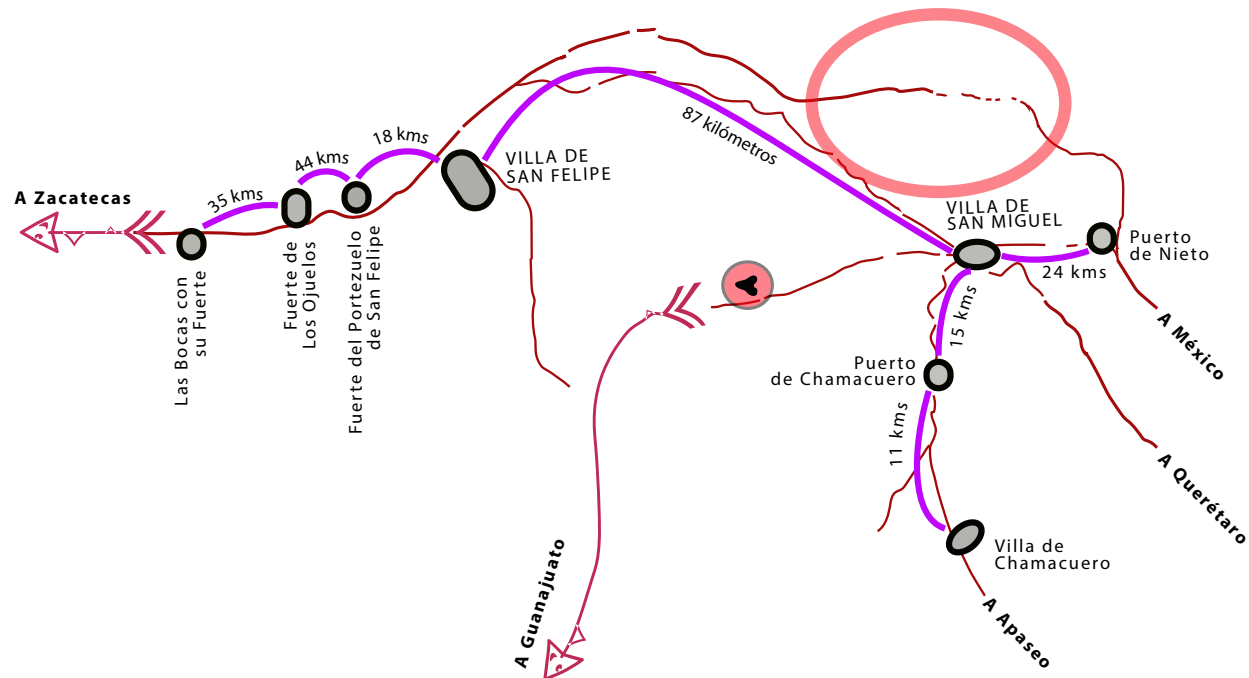 A Zacatecas
35 kms
44 kms
18 kms
87 kilómetros
VILLA DE
SAN FELIPE
Las Bocas con
su Fuerte
Fuerte de
Los Ojuelos
Fuerte del Portezuelo
de San Felipe
VILLA DE
SAN MIGUEL
Puerto
de Nieto
24 kms
15 kms
A México
Puerto
de Chamacuero
11 kms
A Querétaro
Villa de
Chamacuero
A Guanajuato
A Apaseo